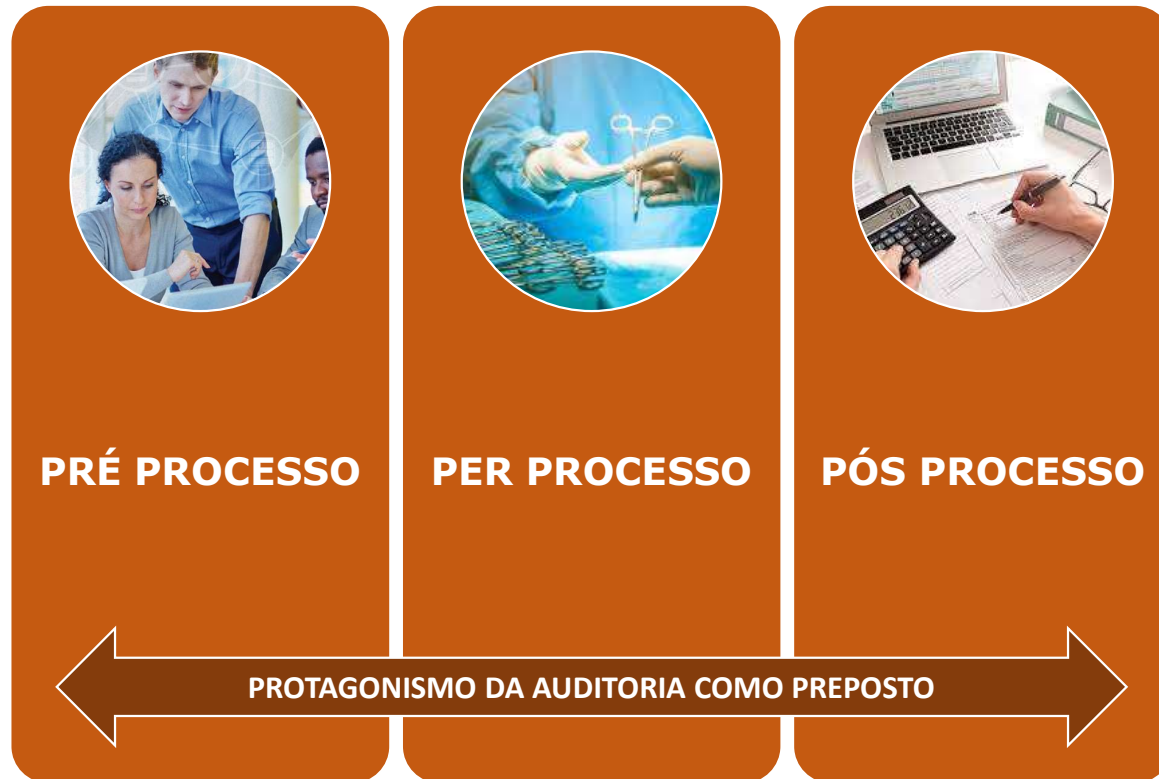 PRÉ PROCESSO
PER PROCESSO
PÓS PROCESSO
PROTAGONISMO DA AUDITORIA COMO PREPOSTO